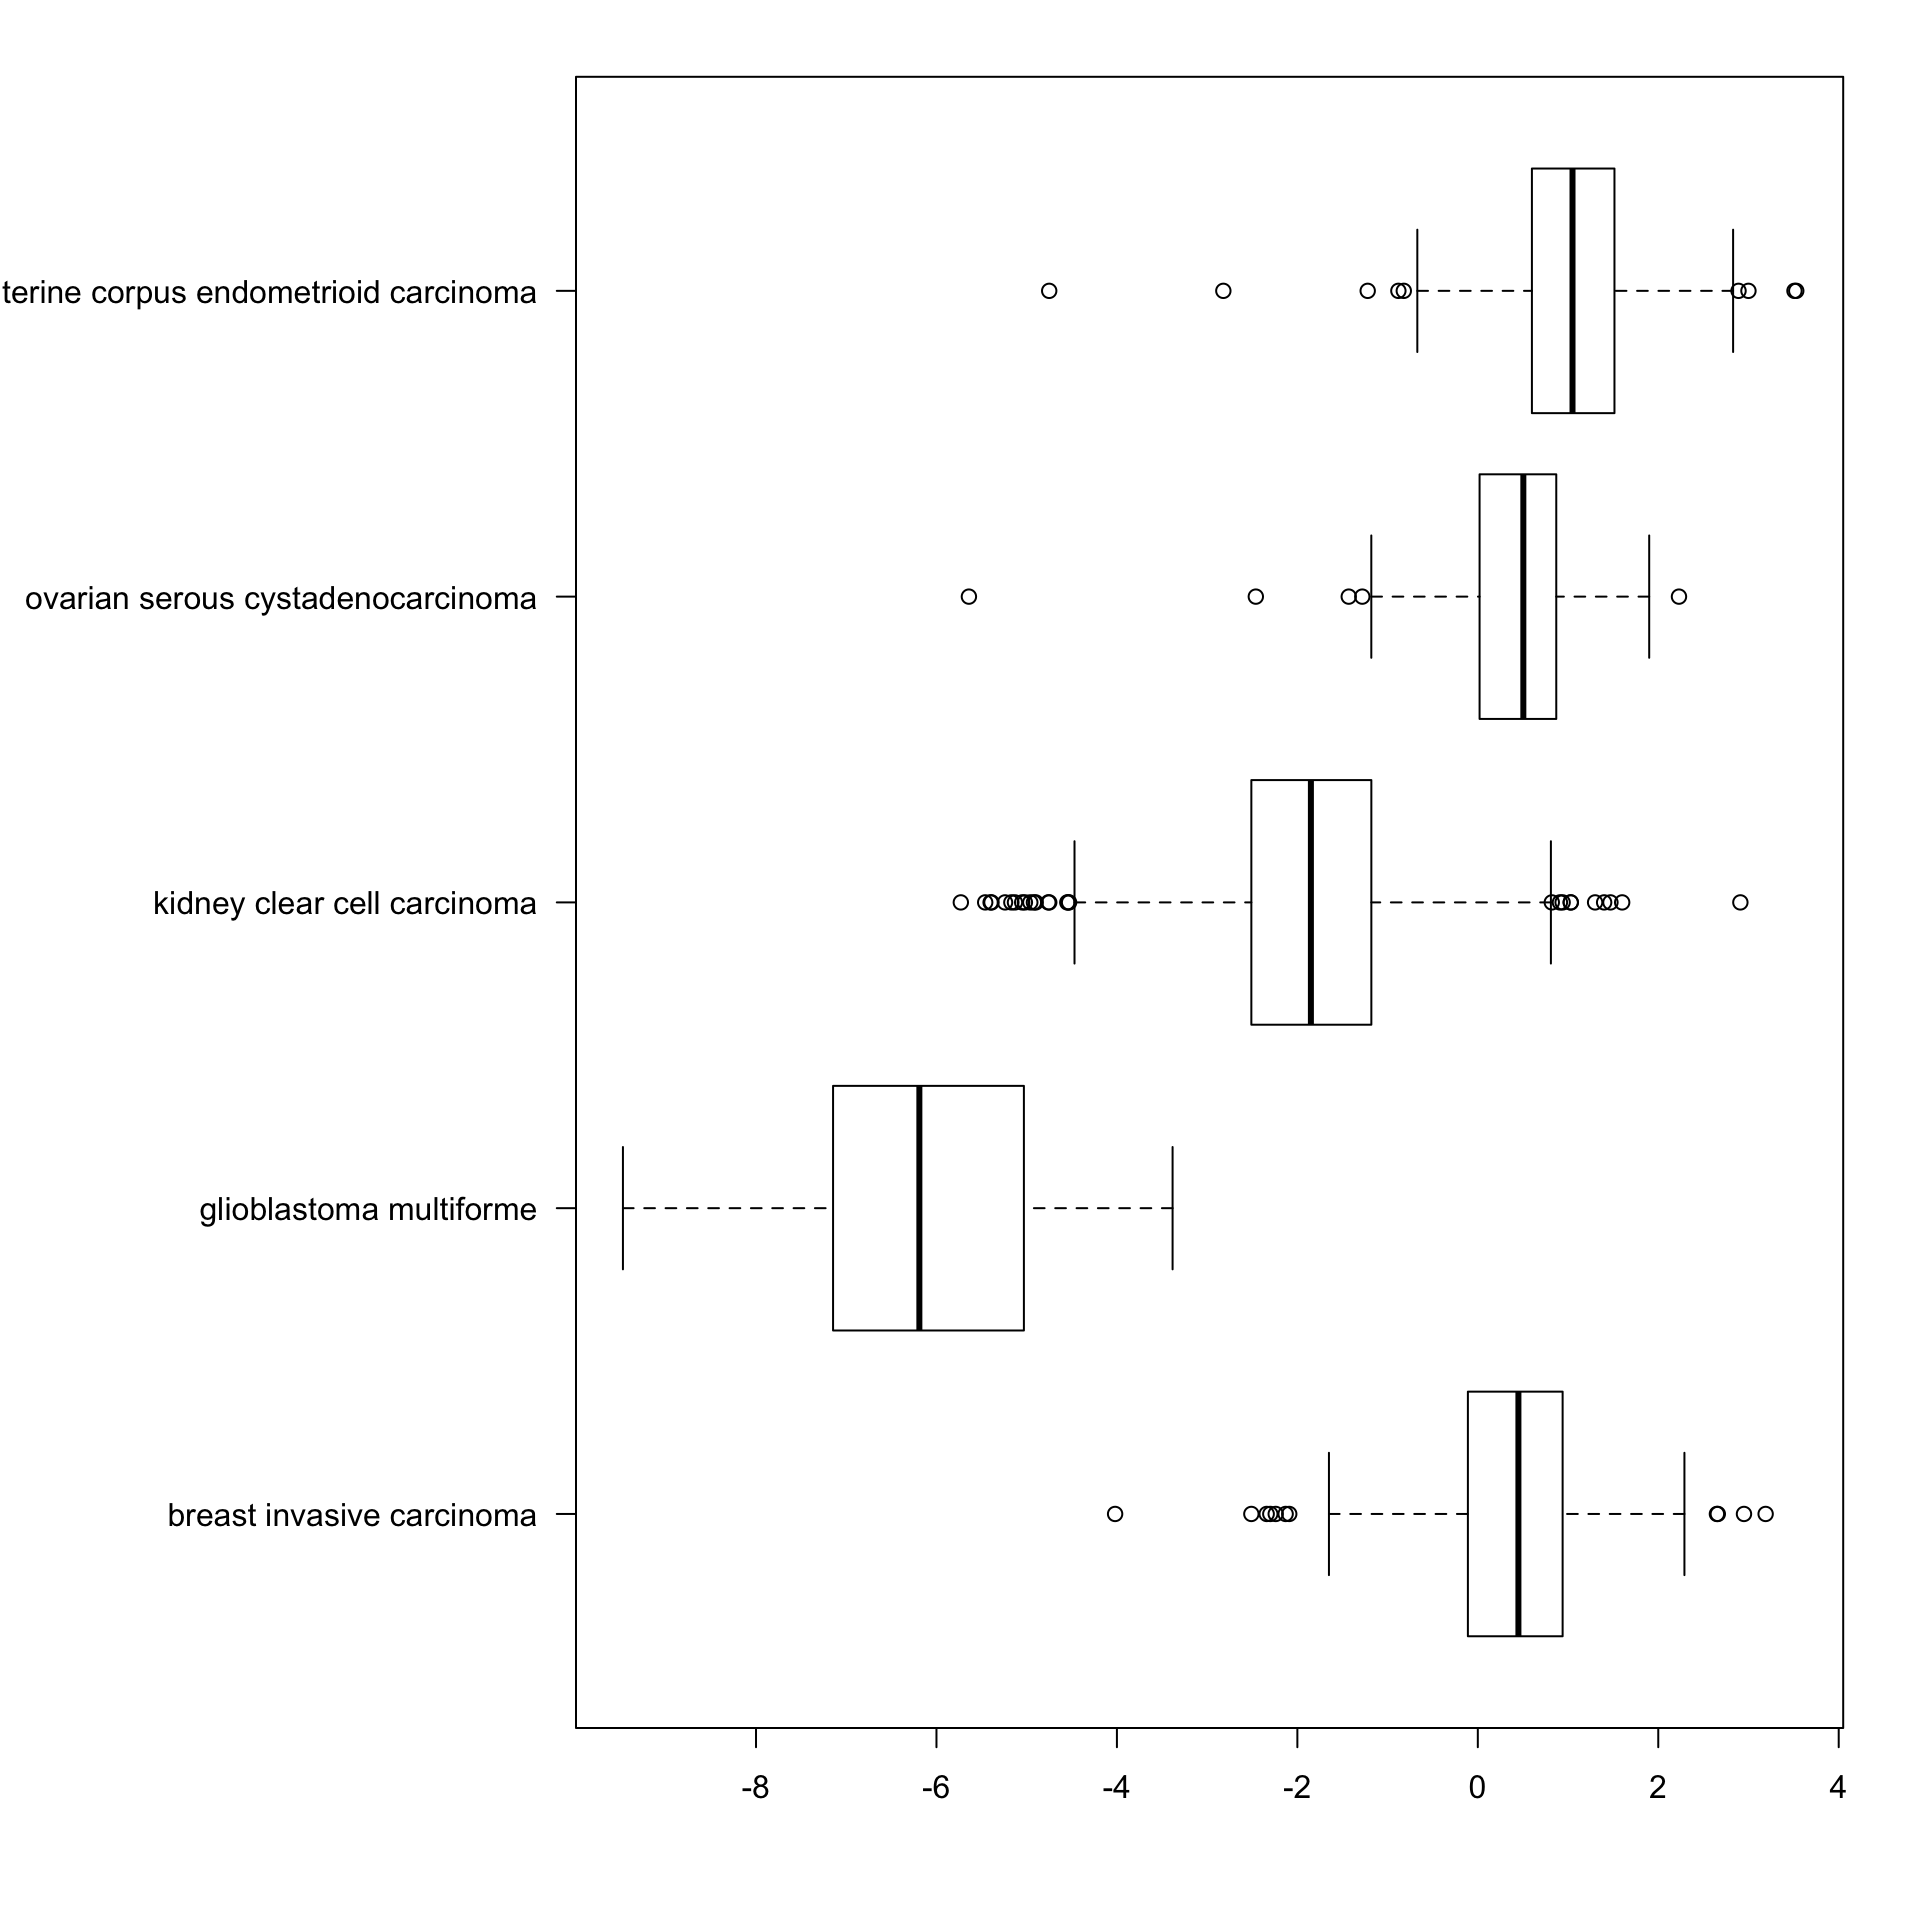 terine corpus endometrioid carcinoma
ovarian serous cystadenocarcinoma
kidney clear cell carcinoma
glioblastoma multiforme
breast invasive carcinoma
-8 -6 -4 -2 0 2 4